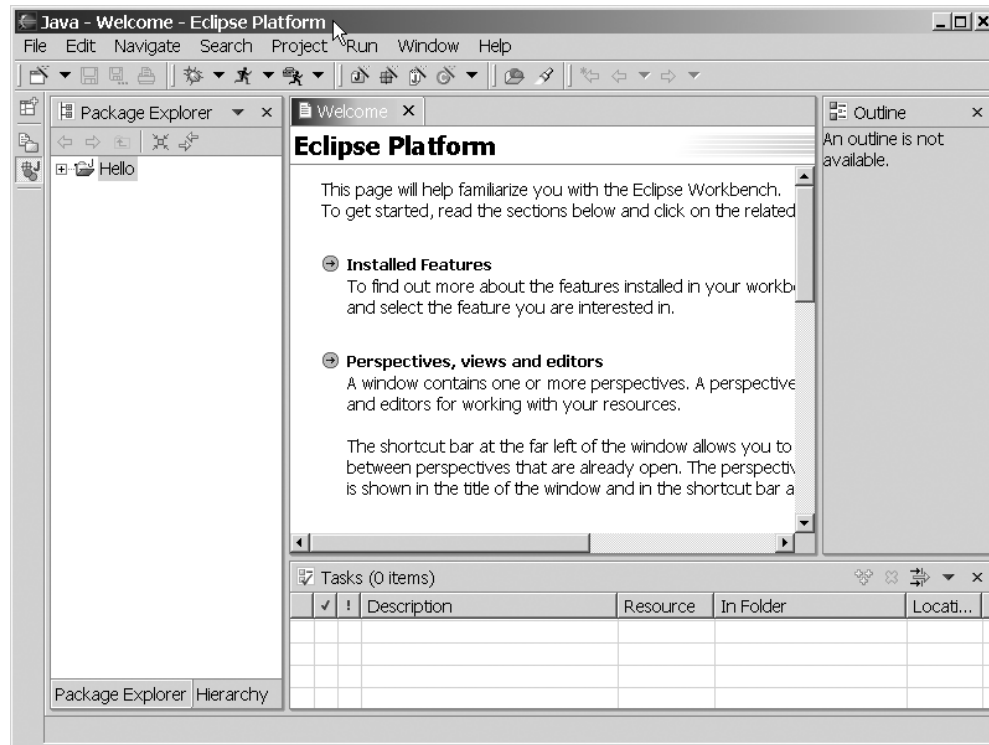 Java - Welcome - Eclipse Platform
File Edit Navigate Search Project Run Window Help
Package Explorer
Hello
Package Explorer Hierarchy
Welcome
Eclipse Platform
This page will help familiarize you with the Eclipse Workbench.
To get started, read the sections below and click on the related
Installed Features
To find out more about the features installed in your workb
and select the feature you are interested in.
Perspectives, views and editors
A window contains one or more perspectives. A perspective
and editors for working with your resources.
The shortcut bar at the far left of the window allows you to
between perspectives that are already open. The perspectiv
is shown in the title of the window and in the shortcut bar a
Outline
An outline is not
available.
Tasks (0 items)
! Description Resource In Folder Locati...